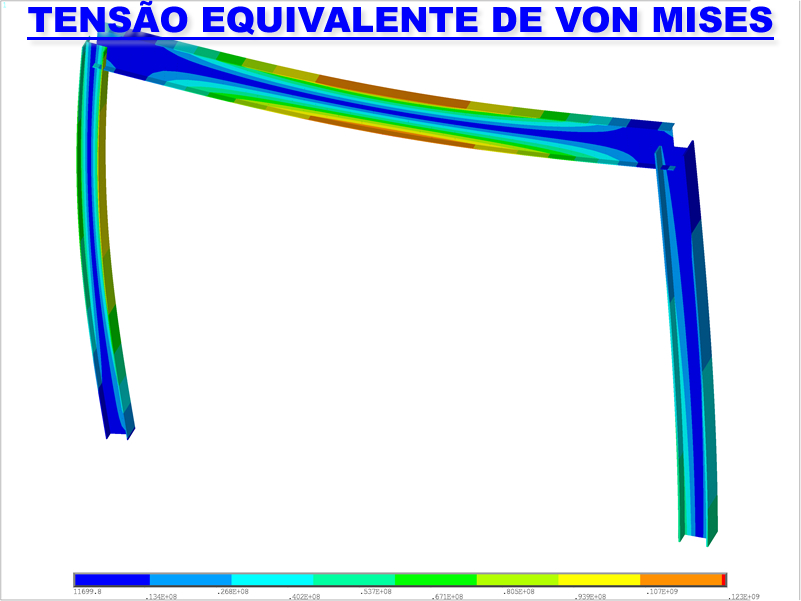 TENSÃO EQUIVALENTE DE VON MISES
11699.8 .268E+08 .537E+08 .805E+08 .107E+09
.134E+08 .402E+08 .671E+08 .939E+08 .123E+09